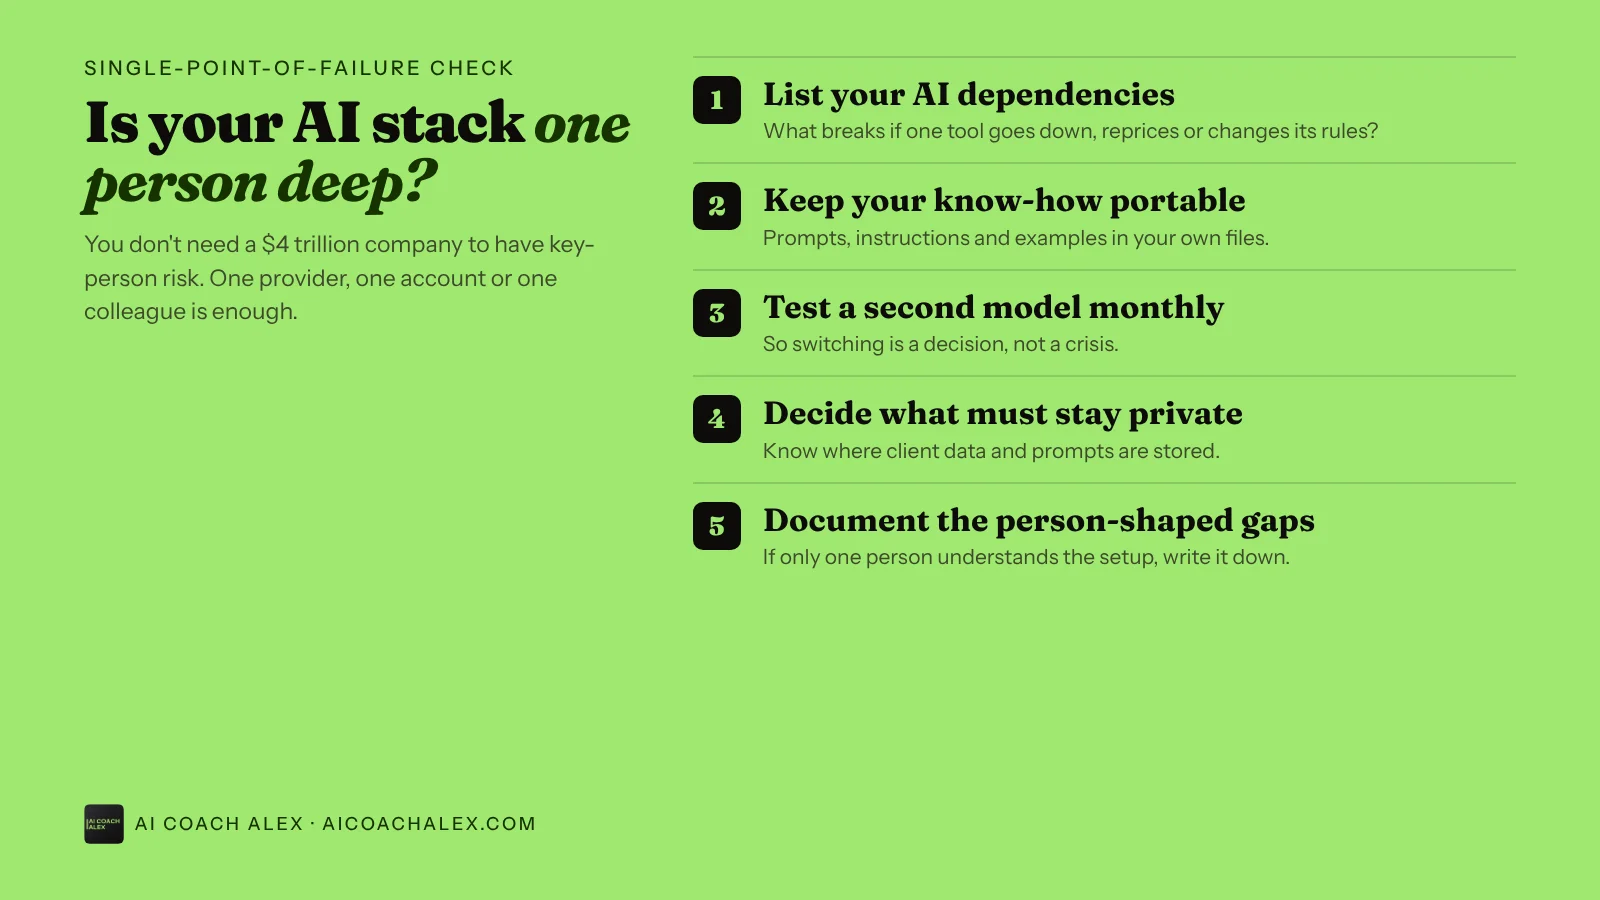 SINGLE-POINT-OF-FAILURE CHECK
Is your AI stack one
person deep?
You don't need a $4 trillion company to have key-
person risk. One provider, one account or one
colleague is enough.
1
List your AI dependencies
What breaks if one tool goes down, reprices or changes its rules?
2
Keep your know-how portable
Prompts, instructions and examples in your own files.
3
Test a second model monthly
So switching is a decision, not a crisis.
4
Decide what must stay private
Know where client data and prompts are stored.
5
Document the person-shaped gaps
If only one person understands the setup, write it down.
AI COACH
ALEX
AI COACH ALEX · AICOACHALEX.COM